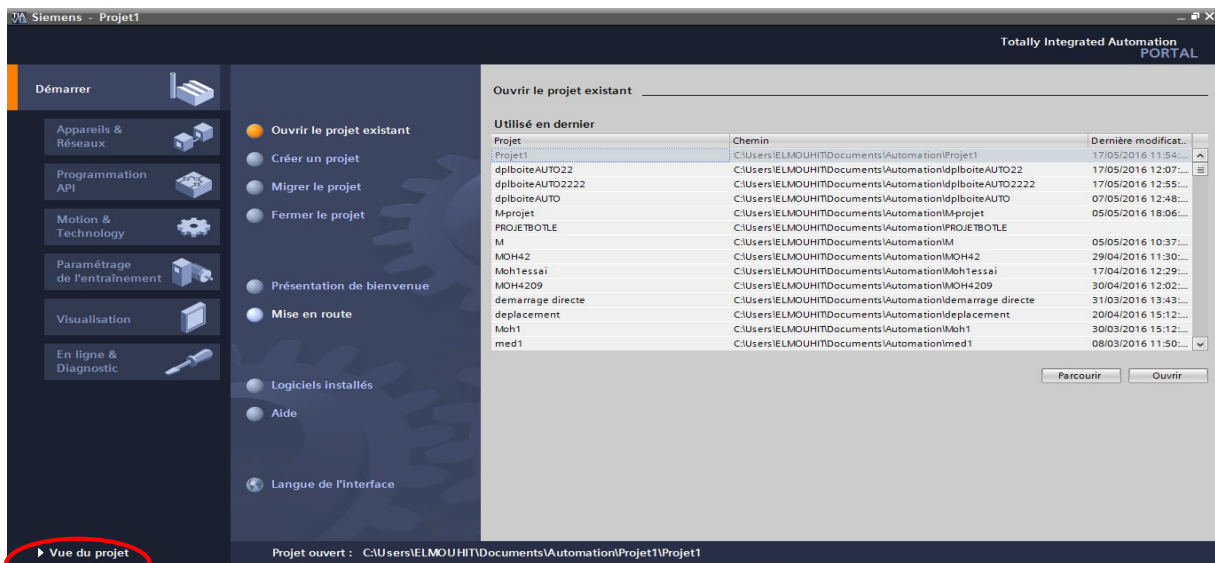 TIA V13 Siemens - Projet1
Totally Integrated Automation
PORTAL
Démarrer
Appareils &
Réseaux
Programmation
API
Motion &
Technology
Paramétrage
de l'entraînement
Visualisation
En ligne &
Diagnostic
Vue du projet
Ouvrir le projet existant
Créer un projet
Migrer le projet
Fermer le projet
Présentation de bienvenue
Mise en route
Logiciels installés
Aide
Langue de l'interface
Ouvrir le projet existant
Utilisé en dernier
Projet Chemin Dernière modificat..
Projet1 C:\Users\ELMOUHIT\Documents\Automation\Projet1 17/05/2016 11:54:...
dplboiteAUTO22 C:\Users\ELMOUHIT\Documents\Automation\dplboiteAUTO22 17/05/2016 12:07:...
dplboiteAUTO2222 C:\Users\ELMOUHIT\Documents\Automation\dplboiteAUTO2222 17/05/2016 12:55:...
dplboiteAUTO C:\Users\ELMOUHIT\Documents\Automation\dplboiteAUTO 07/05/2016 12:48:...
M-projet C:\Users\ELMOUHIT\Documents\Automation\M-projet 05/05/2016 18:06:...
PROJETBOTLE C:\Users\ELMOUHIT\Documents\Automation\PROJETBOTLE
M C:\Users\ELMOUHIT\Documents\Automation\M 05/05/2016 10:37:...
MOH42 C:\Users\ELMOUHIT\Documents\Automation\MOH42 29/04/2016 11:30:...
Moh1essai C:\Users\ELMOUHIT\Documents\Automation\Moh1essai 17/04/2016 12:29:...
MOH4209 C:\Users\ELMOUHIT\Documents\Automation\MOH4209 30/04/2016 12:02:...
demarrage directe C:\Users\ELMOUHIT\Documents\Automation\demarrage directe 31/03/2016 13:43:...
deplacement C:\Users\ELMOUHIT\Documents\Automation\deplacement 20/04/2016 15:12:...
Moh1 C:\Users\ELMOUHIT\Documents\Automation\Moh1 30/03/2016 15:12:...
med1 C:\Users\ELMOUHIT\Documents\Automation\med1 08/03/2016 11:50:...
Parcourir Ouvrir
Projet ouvert : C:\Users\ELMOUHIT\Documents\Automation\Projet1\Projet1